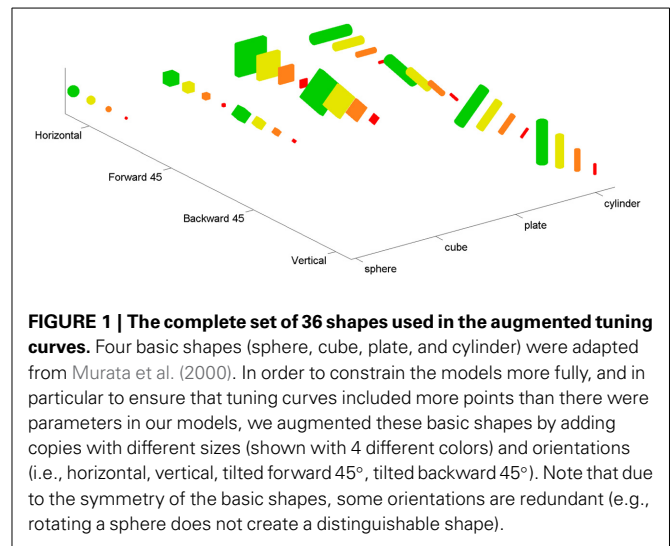 Horizontal
Forward 45
Backward 45
Vertical
sphere
cube
plate
cylinder
FIGURE 1 | The complete set of 36 shapes used in the augmented tuning
curves. Four basic shapes (sphere, cube, plate, and cylinder) were adapted
from Murata et al. (2000). In order to constrain the models more fully, and in
particular to ensure that tuning curves included more points than there were
parameters in our models, we augmented these basic shapes by adding
copies with different sizes (shown with 4 different colors) and orientations
(i.e., horizontal, vertical, tilted forward 45°, tilted backward 45°). Note that due
to the symmetry of the basic shapes, some orientations are redundant (e.g.,
rotating a sphere does not create a distinguishable shape).